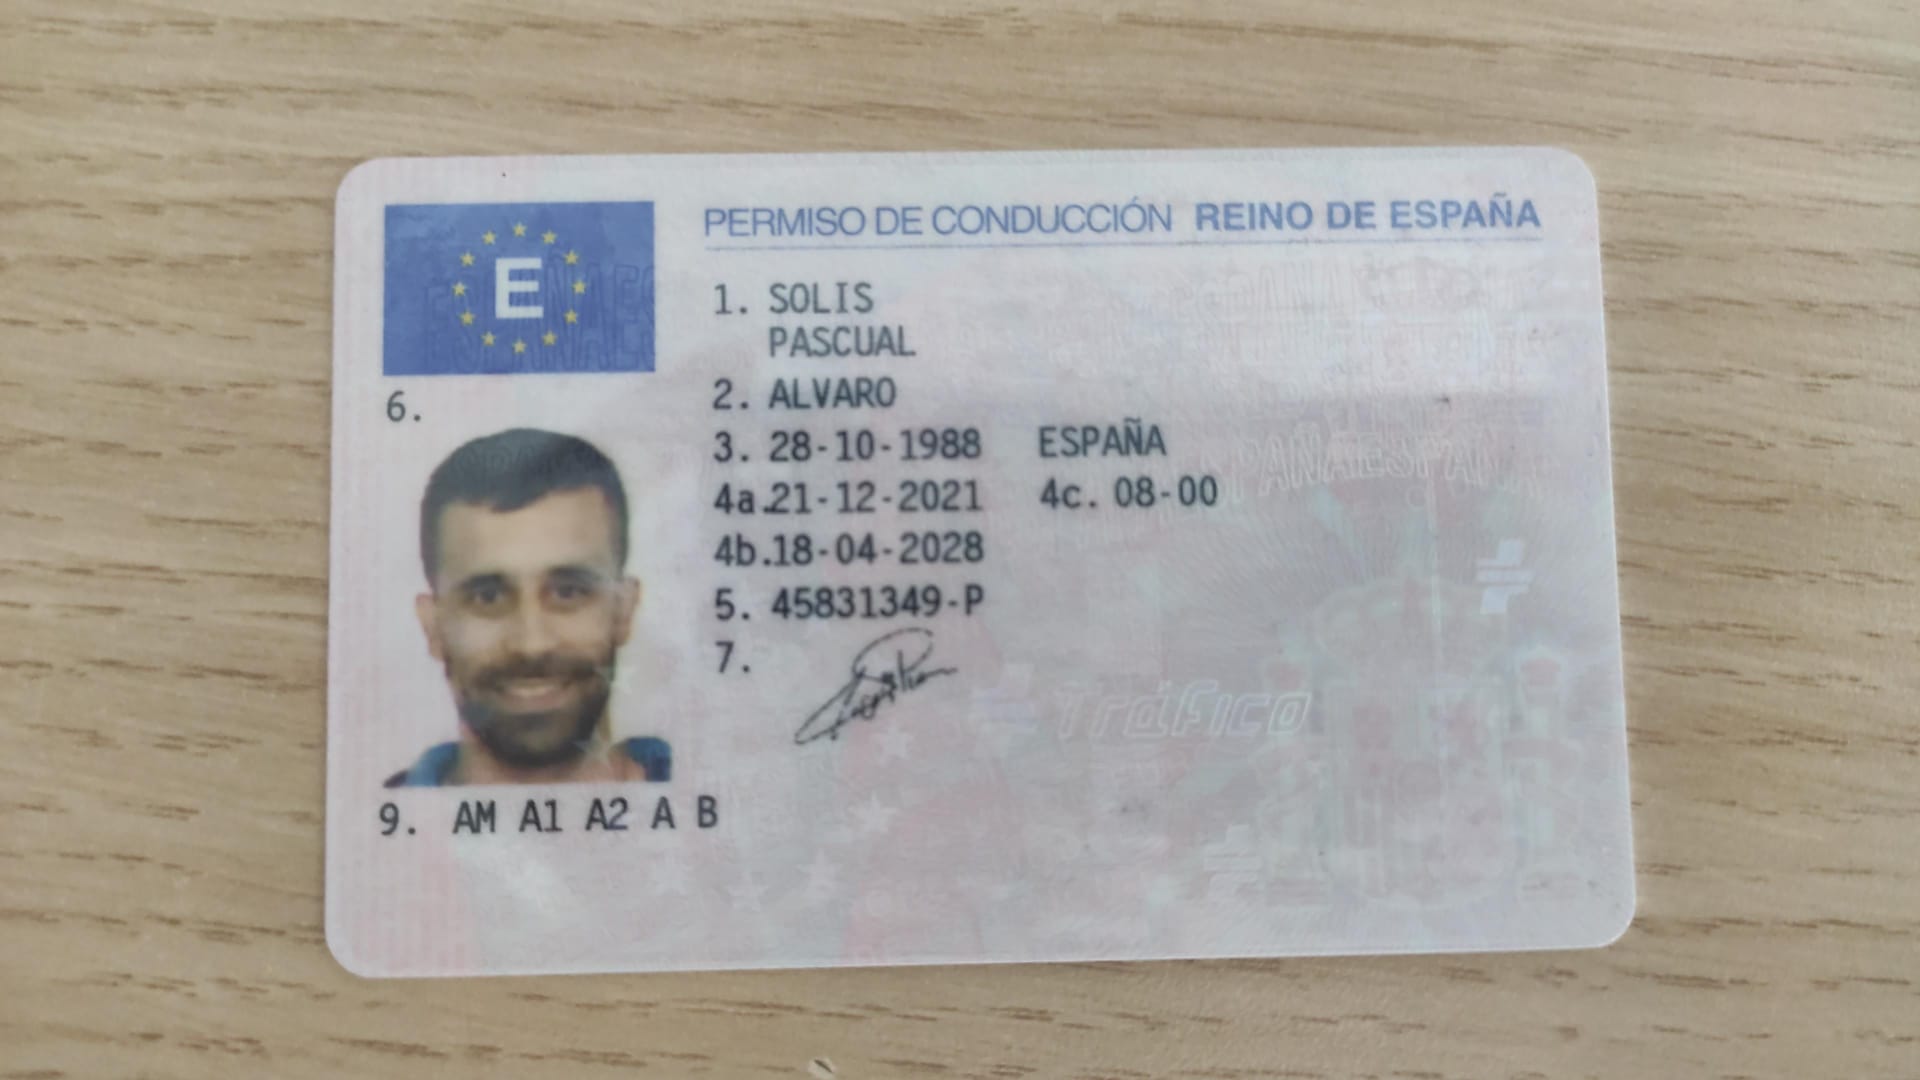 PERMISO DE CONDUCCIÓN REINO DE ESPAÑA
E
1. SOLIS
PASCUAL
2. ALVARO
3. 28-10-1988 ESPAÑA
4a.21-12-2021 4c. 08-00
4b.18-04-2028
5. 45831349-P
6.
7.
Tráfico
9. AM A1 A2 A B